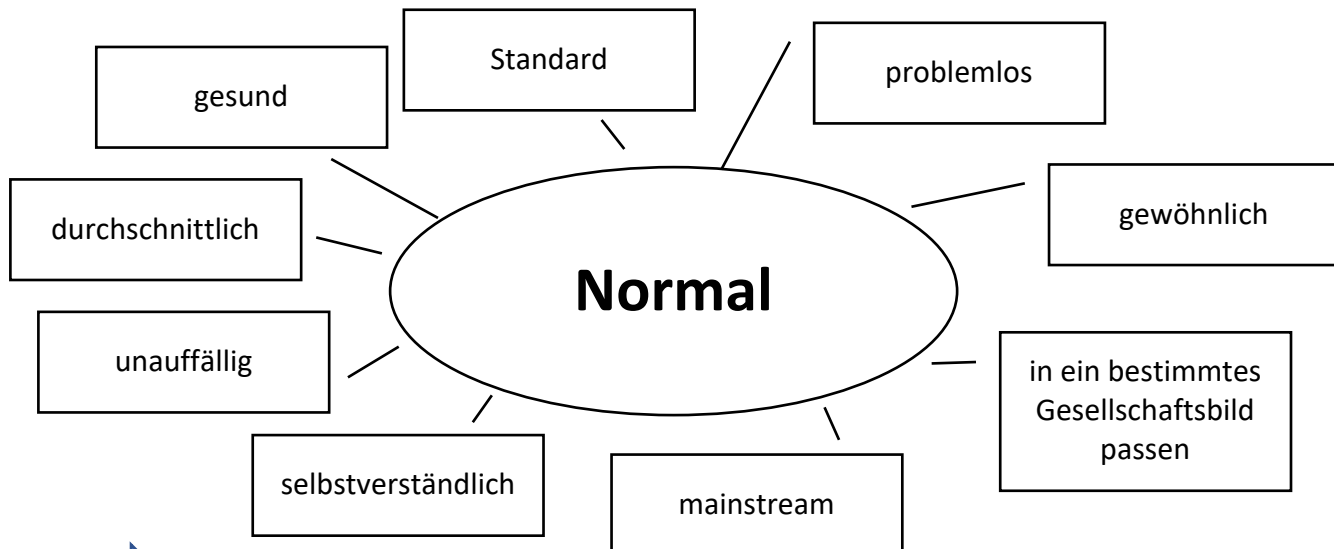 Standard
problemlos
gesund
gewöhnlich
durchschnittlich
Normal
unauffällig
in ein bestimmtes
Gesellschaftsbild
passen
selbstverständlich
mainstream